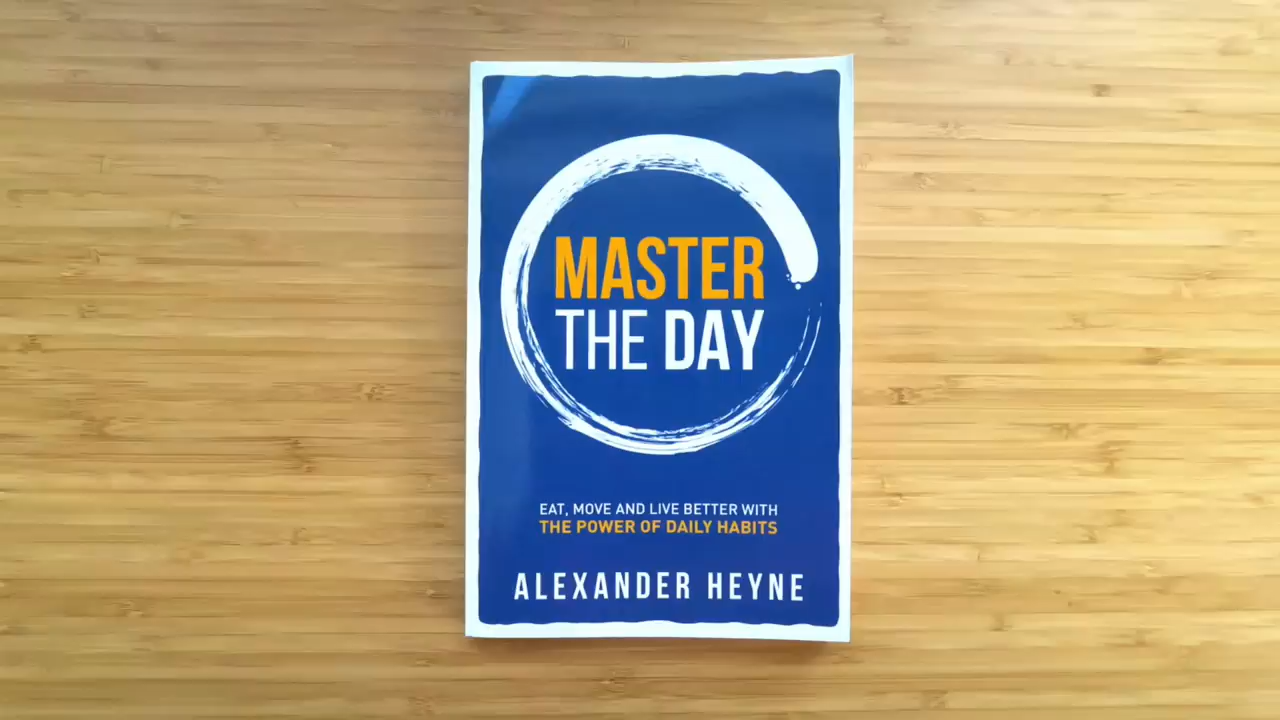 MASTER
THE DAY
EAT, MOVE AND LIVE BETTER WITH
THE POWER OF DAILY HABITS
ALEXANDER HEYNE